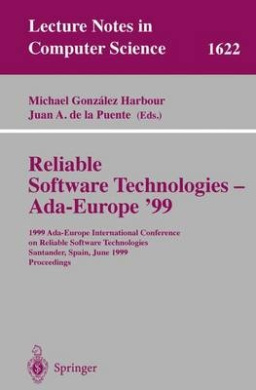 Lecture Notes in
Computer Science 1622
Michael González Harbour
Juan A. de la Puente (Eds.)
Reliable
Software Technologies –
Ada-Europe '99
1999 Ada-Europe International Conference
on Reliable Software Technologies
Santander, Spain, June 1999
Proceedings
Springer